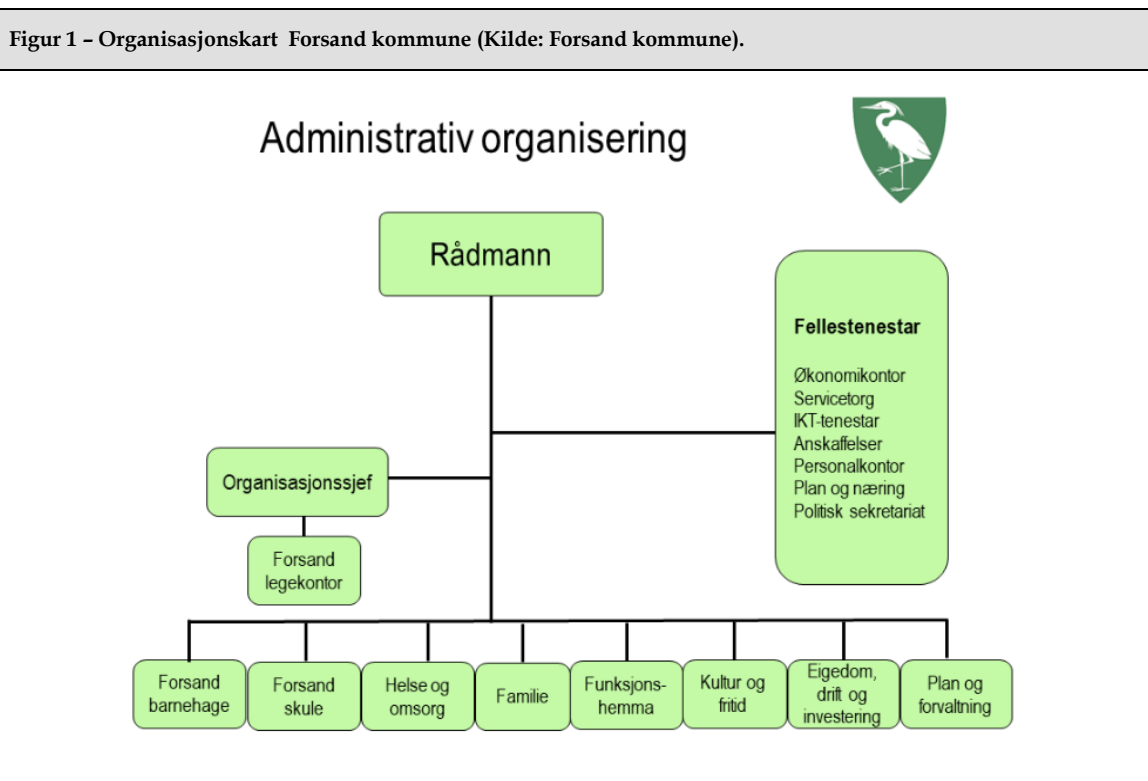 Figur 1 – Organisasjonskart Forsand kommune (Kilde: Forsand kommune).
Administrativ organisering
Rådmann
Fellestenestar
Økonomikontor
Servicetorg
IKT-tenestar
Anskaffelser
Personalkontor
Plan og næring
Politisk sekretariat
Organisasjonssjef
Forsand
legekontor
Forsand
barnehage
Forsand
skule
Helse og
omsorg
Familie
Funksjons-
hemma
Kultur og
fritid
Eigedom,
drift og
investering
Plan og
forvaltning